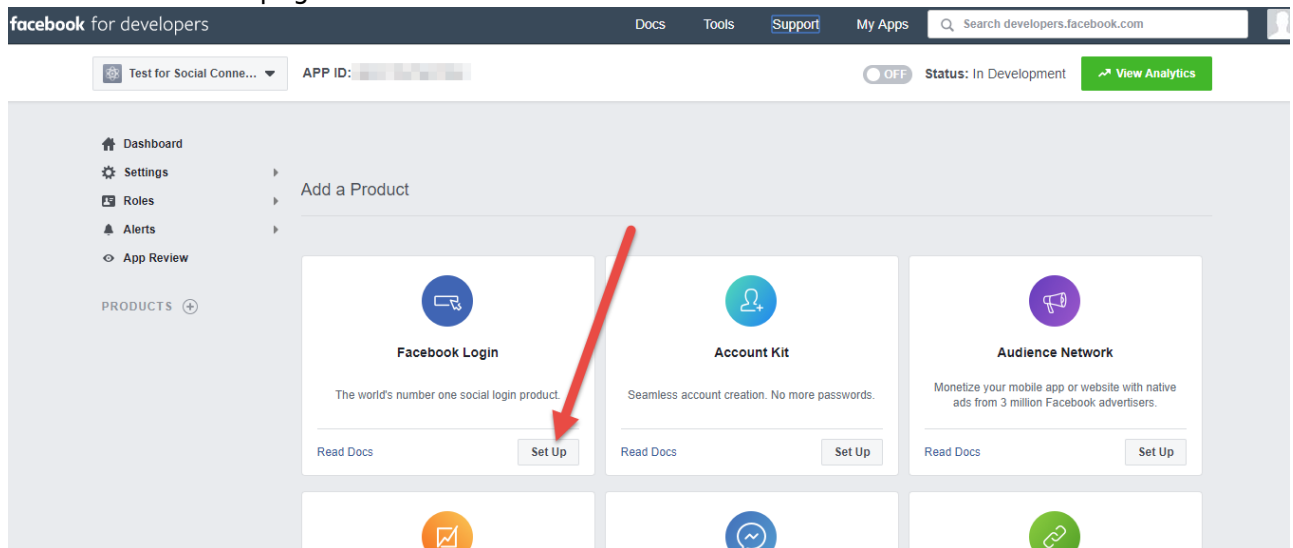 facebook for developers
Docs Tools Support My Apps Search developers.facebook.com
Test for Social Conne... APP ID: OFF Status: In Development View Analytics
Dashboard
Settings
Roles
Alerts
App Review
PRODUCTS
Add a Product
Facebook Login
The world's number one social login product.
Read Docs Set Up
Account Kit
Seamless account creation. No more passwords.
Read Docs Set Up
Audience Network
Monetize your mobile app or website with native
ads from 3 million Facebook advertisers.
Read Docs Set Up